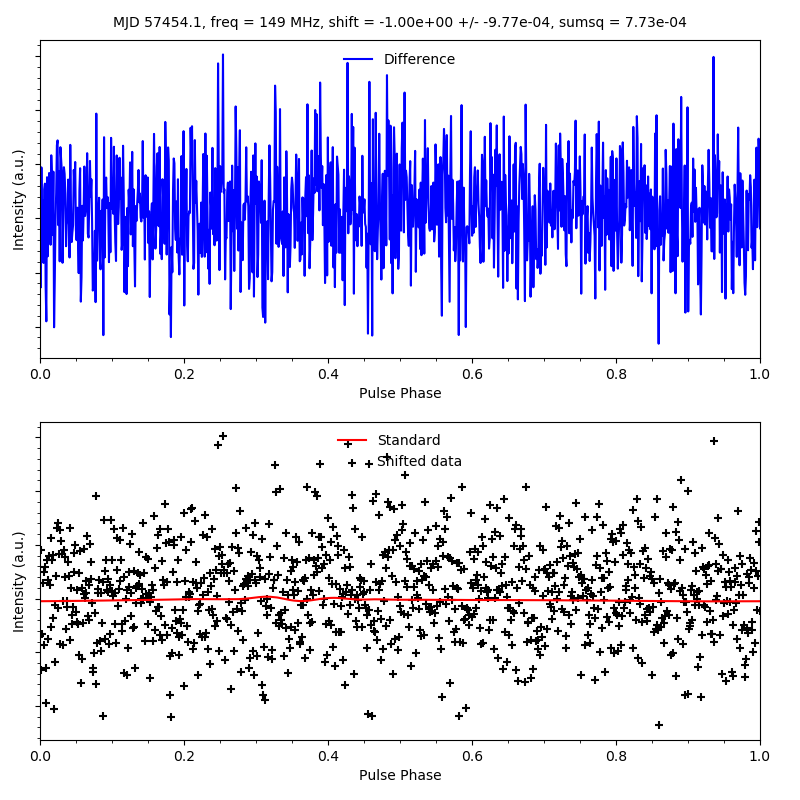 MJD 57454.1, freq = 149 MHz, shift = -1.00e+00 +/- -9.77e-04, sumsq = 7.73e-04
Difference
Intensity (a.u.)
0.0 0.2 0.4 0.6 0.8 1.0
Pulse Phase
Standard
Shifted data
Intensity (a.u.)
0.0 0.2 0.4 0.6 0.8 1.0
Pulse Phase